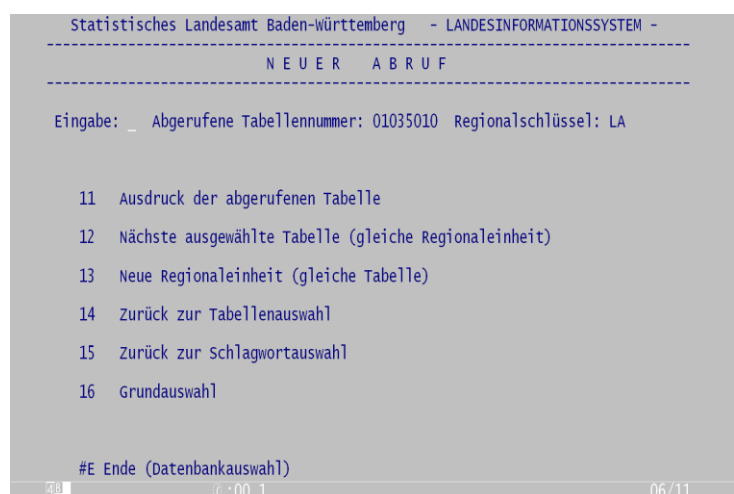 Statistisches Landesamt Baden-Württemberg - LANDESINFORMATIONSSYSTEM -
N E U E R A B R U F
Eingabe: _ Abgerufene Tabellennummer: 01035010 Regionalschlüssel: LA
11 Ausdruck der abgerufenen Tabelle
12 Nächste ausgewählte Tabelle (gleiche Regionaleinheit)
13 Neue Regionaleinheit (gleiche Tabelle)
14 Zurück zur Tabellenauswahl
15 Zurück zur Schlagwortauswahl
16 Grundauswahl
#E Ende (Datenbankauswahl)
:00.1 06/11